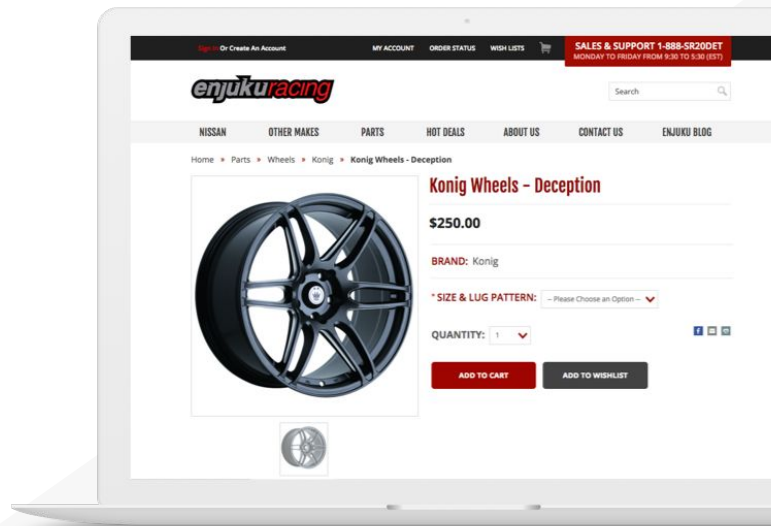 Sign In Or Create An Account MY ACCOUNT ORDER STATUS WISH LISTS
SALES & SUPPORT 1-888-SR20DET
MONDAY TO FRIDAY FROM 9:30 TO 5:30 (EST)
enjukuracing
Search
NISSAN OTHER MAKES PARTS HOT DEALS ABOUT US CONTACT US ENJUKU BLOG
Home » Parts » Wheels » Konig » Konig Wheels - Deception
Konig Wheels - Deception
$250.00
BRAND: Konig
* SIZE & LUG PATTERN: -- Please Choose an Option --
QUANTITY: 1
f
ADD TO CART ADD TO WISHLIST